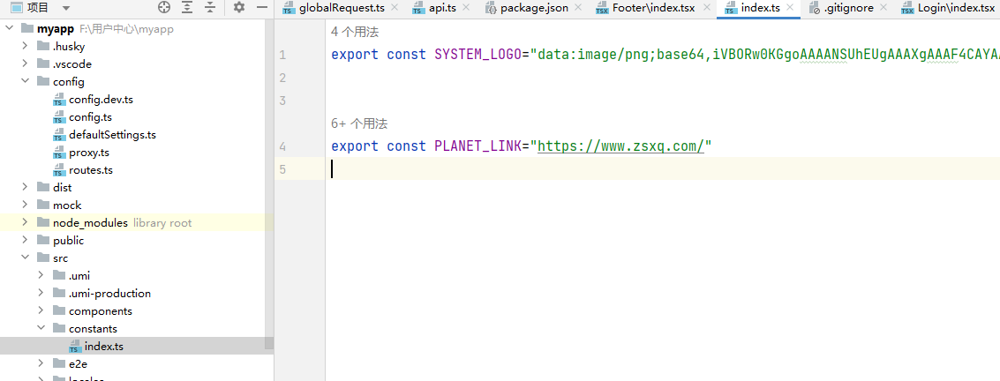 项目
globalRequest.ts
api.ts
package.json
Footer\index.tsx
index.ts
.gitignore
Login\index.tsx
myapp F:\用户中心\myapp
.husky
.vscode
config
config.dev.ts
config.ts
defaultSettings.ts
proxy.ts
routes.ts
dist
mock
node_modules library root
public
src
.umi
.umi-production
components
constants
index.ts
e2e
4 个用法
1 export const SYSTEM_LOGO="data:image/png;base64,iVBORw0KGgoAAAANSUhEUgAAAXgAAAF4CAYAA
2
3
6+ 个用法
4 export const PLANET_LINK="https://www.zsxq.com/"
5